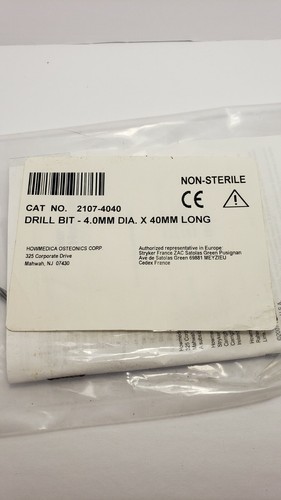 NON-STERILE
CE
CAT NO. 2107-4040
DRILL BIT - 4.0MM DIA. X 40MM LONG
HOWMEDICA OSTEONICS CORP
325 Corporate Drive
Mahwah, NJ 07430
Authorized representative in Europe:
Stryker France ZAC Satolas Green Pusignan
Ave de Satolas Green 69881 MEYZIEU
Cedex France